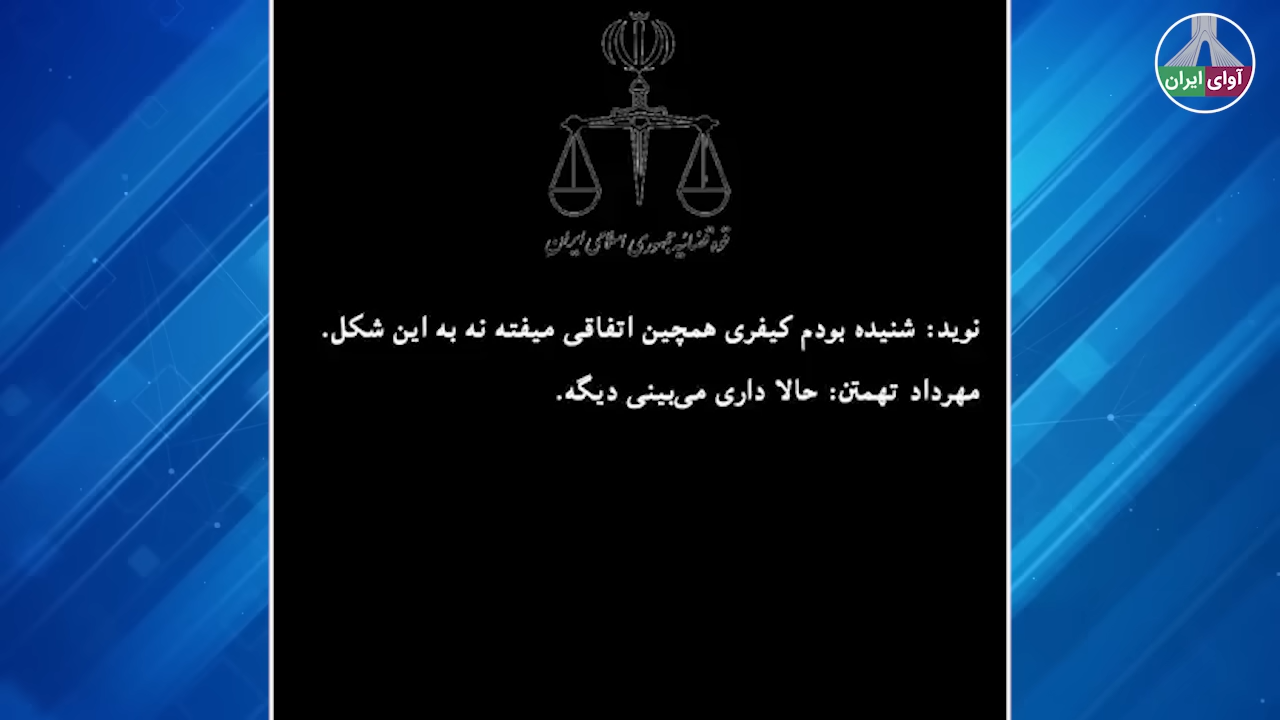 آوای ایران
قوه قضائیه جمهوری اسلامی ایران
نوید: شنیده بودم کیفری همچین اتفاقی میفته نه به این شکل.
مهرداد تهمتن: حالا داری می‌بینی دیگه.